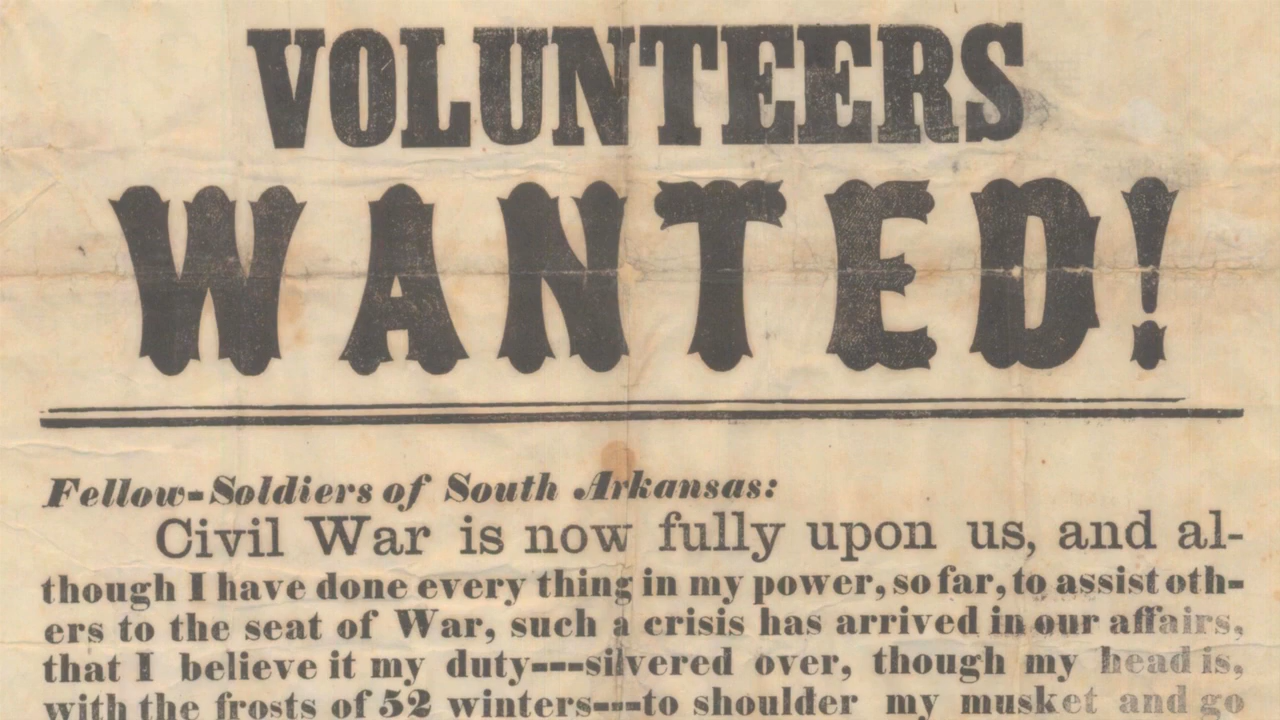 VOLUNTEERS
WANTED!
Fellow-Soldiers of South Arkansas:
Civil War is now fully upon us, and al-
though I have done every thing in my power, so far, to assist oth-
ers to the seat of War, such a crisis has arrived in our affairs,
that I believe it my duty---silvered over, though my head is,
with the frosts of 52 winters---to shoulder my musket and go